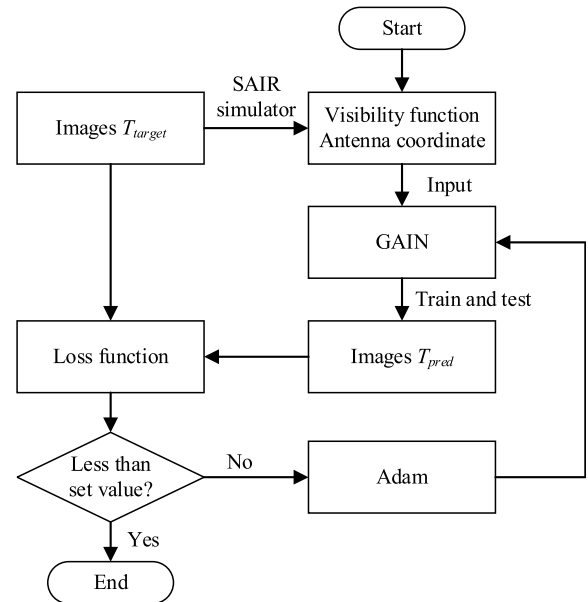 Start
SAIR
simulator
Images T_target
Visibility function
Antenna coordinate
Input
GAIN
Train and test
Loss function
Images T_pred
Less than
set value?
No
Adam
Yes
End